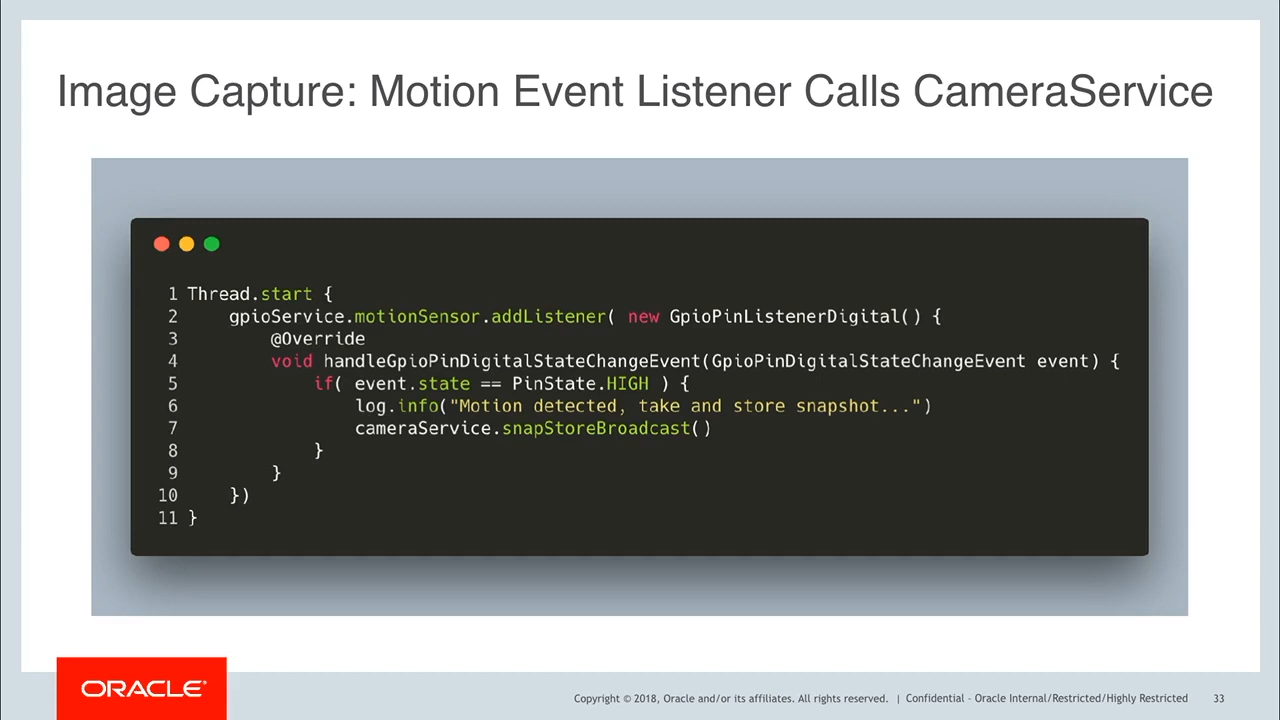 Image Capture: Motion Event Listener Calls CameraService
1 Thread.start {
2     gpioService.motionSensor.addListener( new GpioPinListenerDigital() {
3         @Override
4         void handleGpioPinDigitalStateChangeEvent(GpioPinDigitalStateChangeEvent event) {
5             if( event.state == PinState.HIGH ) {
6                 log.info("Motion detected, take and store snapshot...")
7                 cameraService.snapStoreBroadcast()
8             }
9         }
10     })
11 }
ORACLE®
Copyright © 2018, Oracle and/or its affiliates. All rights reserved. | Confidential – Oracle Internal/Restricted/Highly Restricted 33